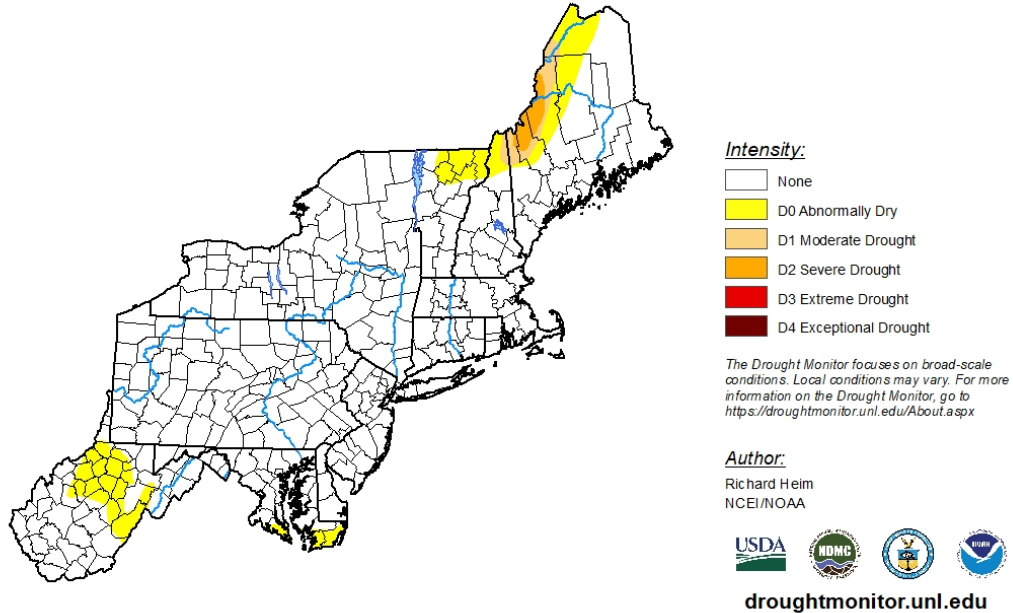 Intensity:
None
D0 Abnormally Dry
D1 Moderate Drought
D2 Severe Drought
D3 Extreme Drought
D4 Exceptional Drought
The Drought Monitor focuses on broad-scale
conditions. Local conditions may vary. For more
information on the Drought Monitor, go to
https://droughtmonitor.unl.edu/About.aspx
Author:
Richard Heim
NCEI/NOAA
USDA
NDMC
NOAA
droughtmonitor.unl.edu